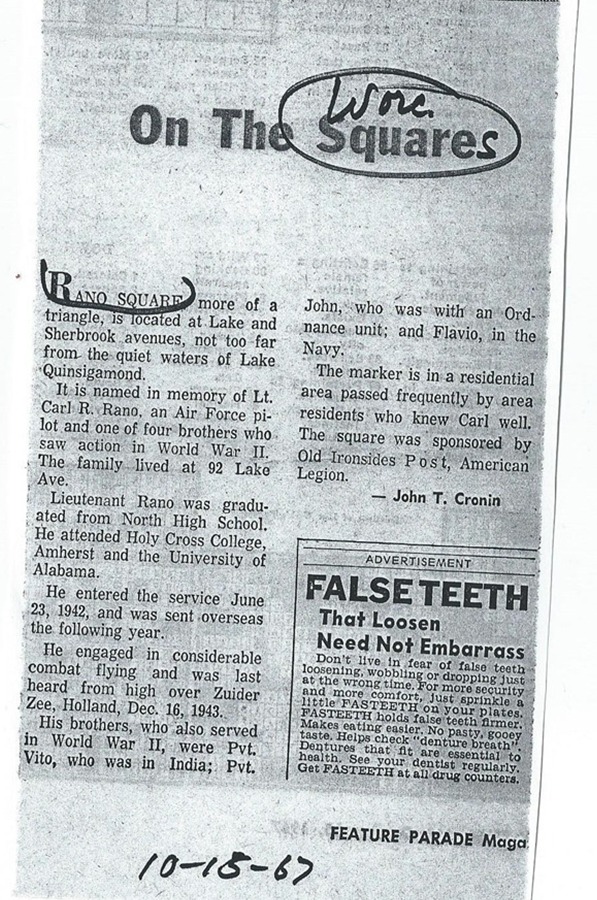 Worc.
On The Squares
RANO SQUARE, more of a
triangle, is located at Lake and
Sherbrook avenues, not too far
from the quiet waters of Lake
Quinsigamond.
It is named in memory of Lt.
Carl R. Rano, an Air Force pi-
lot and one of four brothers who
saw action in World War II.
The family lived at 92 Lake
Ave.
Lieutenant Rano was gradu-
ated from North High School.
He attended Holy Cross College,
Amherst and the University of
Alabama.
He entered the service June
23, 1942, and was sent overseas
the following year.
He engaged in considerable
combat flying and was last
heard from high over Zuider
Zee, Holland, Dec. 16, 1943.
His brothers, who also served
in World War II, were Pvt.
Vito, who was in India; Pvt.
John, who was with an Ord-
nance unit; and Flavio, in the
Navy.
The marker is in a residential
area passed frequently by area
residents who knew Carl well.
The square was sponsored by
Old Ironsides Post, American
Legion.
— John T. Cronin
ADVERTISEMENT
FALSE TEETH
That Loosen
Need Not Embarrass
Don't live in fear of false teeth
loosening, wobbling or dropping just
at the wrong time. For more security
and more comfort, just sprinkle a
little FASTEETH on your plates.
FASTEETH holds false teeth firmer.
Makes eating easier. No pasty, gooey
taste. Helps check "denture breath".
Dentures that fit are essential to
health. See your dentist regularly.
Get FASTEETH at all drug counters.
FEATURE PARADE Maga
10-15-67